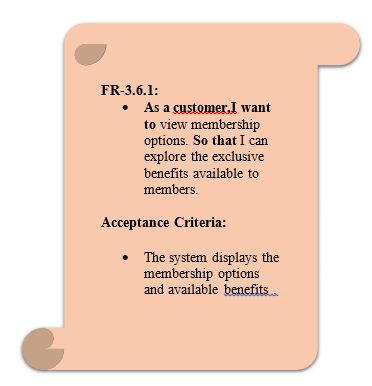 FR-3.6.1:
• As a customer,I want
to view membership
options. So that I can
explore the exclusive
benefits available to
members.
Acceptance Criteria:
• The system displays the
membership options
and available benefits .